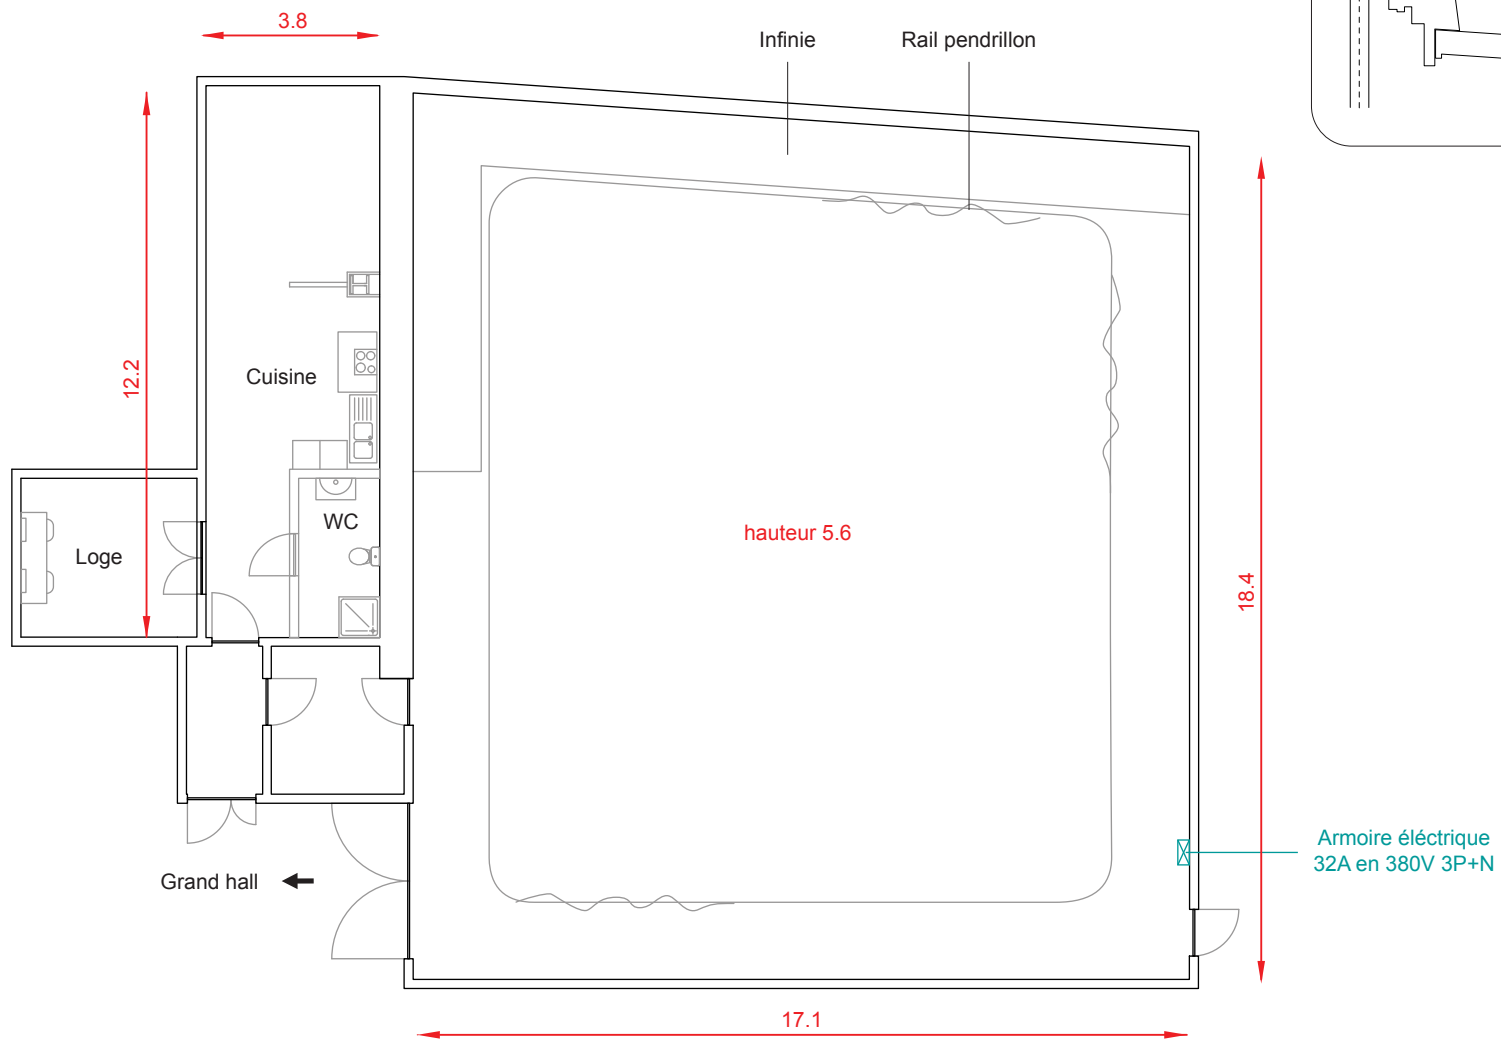 3.8
Infinie
Rail pendrillon
12.2
Cuisine
WC
Loge
hauteur 5.6
18.4
Armoire éléctrique
32A en 380V 3P+N
Grand hall
17.1